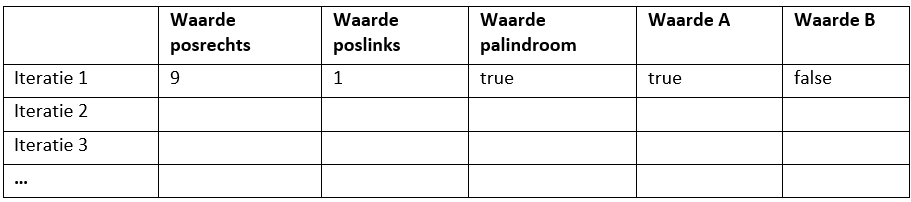 Waarde posrechts Waarde poslinks Waarde palindroom Waarde A Waarde B
Iteratie 1 9 1 true true false
Iteratie 2
Iteratie 3
...